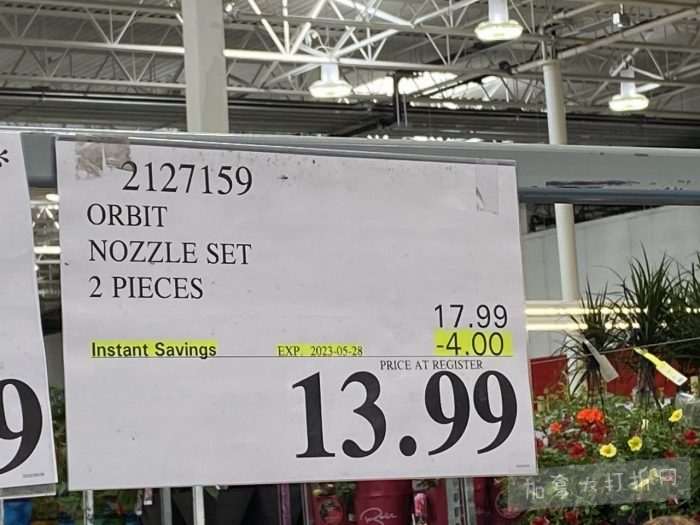 2127159
ORBIT
NOZZLE SET
2 PIECES
17.99
Instant Savings EXP. 2023-05-28 -4.00
PRICE AT REGISTER
13.99
9
加拿大打折网